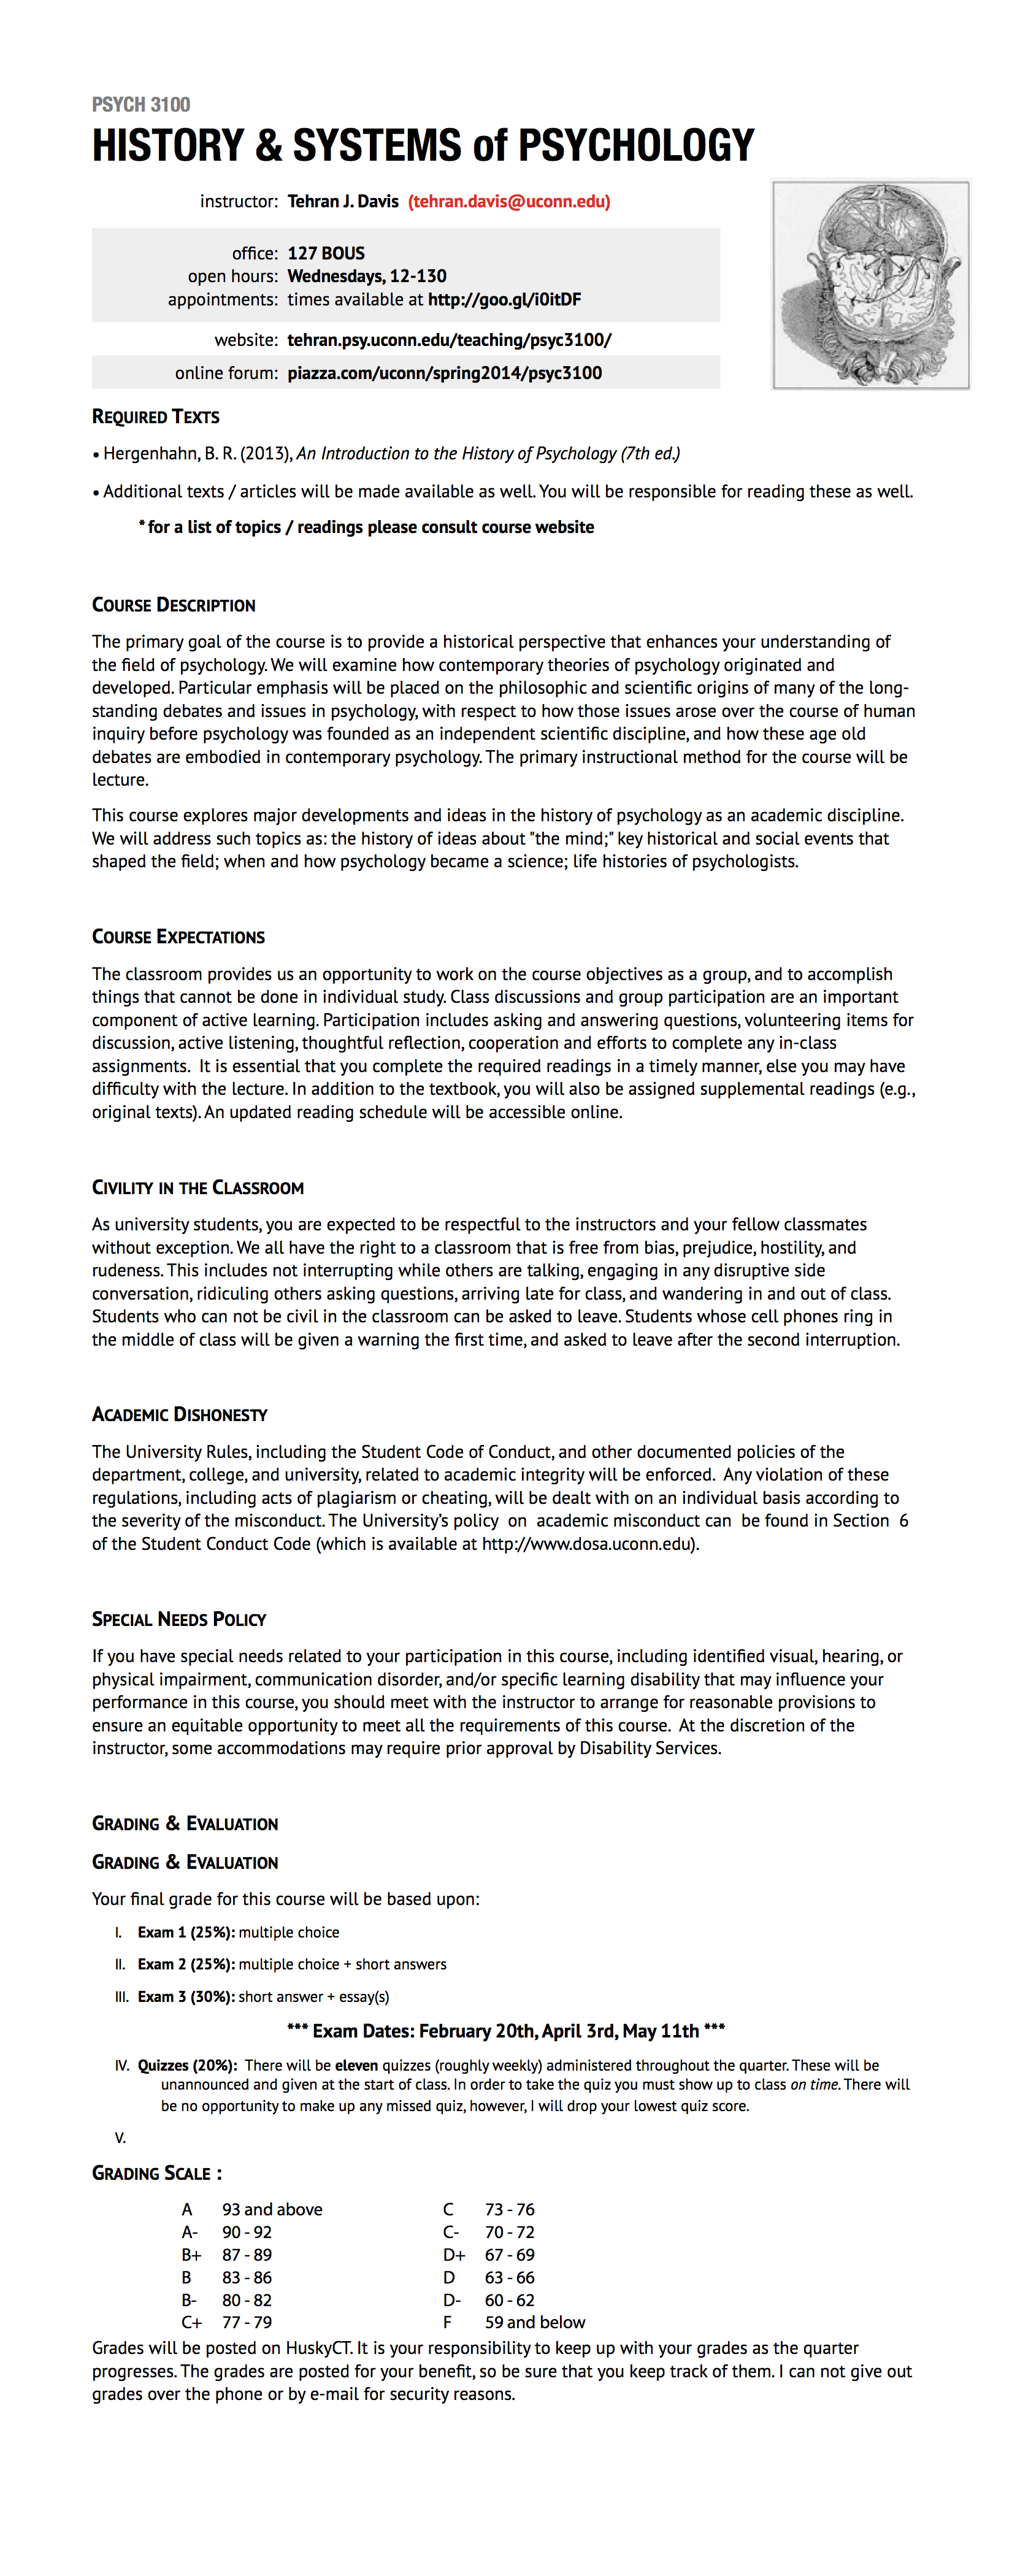 PSYCH 3100
HISTORY & SYSTEMS of PSYCHOLOGY
instructor: Tehran J. Davis (tehran.davis@uconn.edu)
office: 127 BOUS
open hours: Wednesdays, 12-130
appointments: times available at http://goo.gl/i0itDF
website: tehran.psy.uconn.edu/teaching/psyc3100/
online forum: piazza.com/uconn/spring2014/psyc3100
REQUIRED TEXTS
• Hergenhahn, B. R. (2013), An Introduction to the History of Psychology (7th ed.)
• Additional texts / articles will be made available as well. You will be responsible for reading these as well.
* for a list of topics / readings please consult course website
COURSE DESCRIPTION
The primary goal of the course is to provide a historical perspective that enhances your understanding of
the field of psychology. We will examine how contemporary theories of psychology originated and
developed. Particular emphasis will be placed on the philosophic and scientific origins of many of the long-
standing debates and issues in psychology, with respect to how those issues arose over the course of human
inquiry before psychology was founded as an independent scientific discipline, and how these age old
debates are embodied in contemporary psychology. The primary instructional method for the course will be
lecture.
This course explores major developments and ideas in the history of psychology as an academic discipline.
We will address such topics as: the history of ideas about "the mind;" key historical and social events that
shaped the field; when and how psychology became a science; life histories of psychologists.
COURSE EXPECTATIONS
The classroom provides us an opportunity to work on the course objectives as a group, and to accomplish
things that cannot be done in individual study. Class discussions and group participation are an important
component of active learning. Participation includes asking and answering questions, volunteering items for
discussion, active listening, thoughtful reflection, cooperation and efforts to complete any in-class
assignments. It is essential that you complete the required readings in a timely manner, else you may have
difficulty with the lecture. In addition to the textbook, you will also be assigned supplemental readings (e.g.,
original texts). An updated reading schedule will be accessible online.
CIVILITY IN THE CLASSROOM
As university students, you are expected to be respectful to the instructors and your fellow classmates
without exception. We all have the right to a classroom that is free from bias, prejudice, hostility, and
rudeness. This includes not interrupting while others are talking, engaging in any disruptive side
conversation, ridiculing others asking questions, arriving late for class, and wandering in and out of class.
Students who can not be civil in the classroom can be asked to leave. Students whose cell phones ring in
the middle of class will be given a warning the first time, and asked to leave after the second interruption.
ACADEMIC DISHONESTY
The University Rules, including the Student Code of Conduct, and other documented policies of the
department, college, and university, related to academic integrity will be enforced. Any violation of these
regulations, including acts of plagiarism or cheating, will be dealt with on an individual basis according to
the severity of the misconduct. The University's policy on academic misconduct can be found in Section 6
of the Student Conduct Code (which is available at http://www.dosa.uconn.edu).
SPECIAL NEEDS POLICY
If you have special needs related to your participation in this course, including identified visual, hearing, or
physical impairment, communication disorder, and/or specific learning disability that may influence your
performance in this course, you should meet with the instructor to arrange for reasonable provisions to
ensure an equitable opportunity to meet all the requirements of this course. At the discretion of the
instructor, some accommodations may require prior approval by Disability Services.
GRADING & EVALUATION
GRADING & EVALUATION
Your final grade for this course will be based upon:
I. Exam 1 (25%): multiple choice
II. Exam 2 (25%): multiple choice + short answers
III. Exam 3 (30%): short answer + essay(s)
*** Exam Dates: February 20th, April 3rd, May 11th ***
IV. Quizzes (20%): There will be eleven quizzes (roughly weekly) administered throughout the quarter. These will be
unannounced and given at the start of class. In order to take the quiz you must show up to class on time. There will
be no opportunity to make up any missed quiz, however, I will drop your lowest quiz score.
V.
GRADING SCALE :
A 93 and above C 73 - 76
A- 90 - 92 C- 70 - 72
B+ 87 - 89 D+ 67 - 69
B 83 - 86 D 63 - 66
B- 80 - 82 D- 60 - 62
C+ 77 - 79 F 59 and below
Grades will be posted on HuskyCT. It is your responsibility to keep up with your grades as the quarter
progresses. The grades are posted for your benefit, so be sure that you keep track of them. I can not give out
grades over the phone or by e-mail for security reasons.